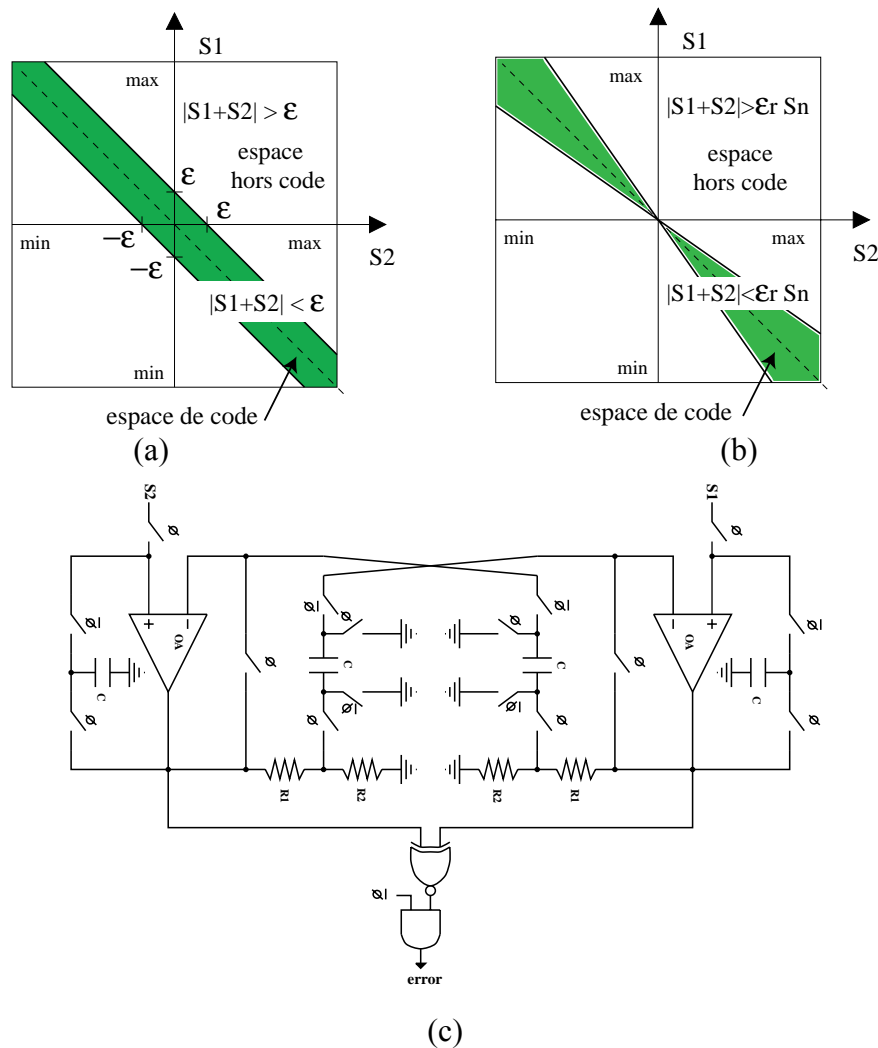 S1
max
|S1+S2| > ε
espace
hors code
ε
ε
−ε
−ε
min
max
S2
|S1+S2| < ε
min
espace de code
(a)
S1
max
|S1+S2|>εr Sn
espace
hors code
min
max
S2
|S1+S2|<εr Sn
min
espace de code
(b)
S2
S1
ϕ
ϕ
ϕ̅
ϕ̅
ϕ
ϕ
ϕ
ϕ̅
+
−
−
+
OA
OA
C
C
C
C
ϕ
ϕ
ϕ̅
ϕ̅
ϕ
ϕ
ϕ
ϕ
R1
R2
R2
R1
ϕ̅
error
(c)